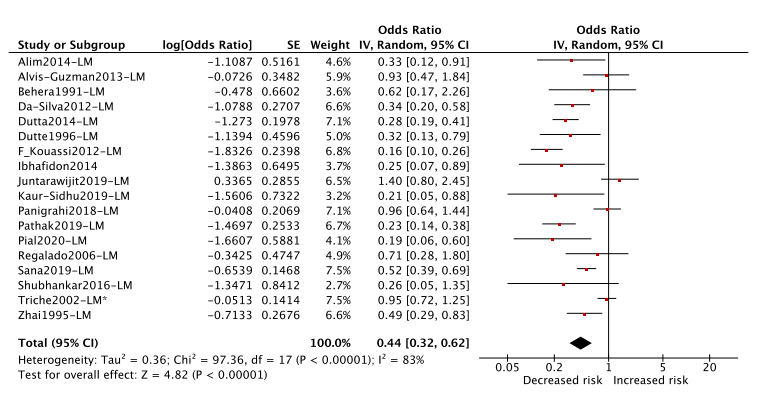 Odds Ratio Odds Ratio
Study or Subgroup log[Odds Ratio] SE Weight IV, Random, 95% CI IV, Random, 95% CI
Alim2014-LM -1.1087 0.5161 4.6% 0.33 [0.12, 0.91]
Alvis-Guzman2013-LM -0.0726 0.3482 5.9% 0.93 [0.47, 1.84]
Behera1991-LM -0.478 0.6602 3.6% 0.62 [0.17, 2.26]
Da-Silva2012-LM -1.0788 0.2707 6.6% 0.34 [0.20, 0.58]
Dutta2014-LM -1.273 0.1978 7.1% 0.28 [0.19, 0.41]
Dutte1996-LM -1.1394 0.4596 5.0% 0.32 [0.13, 0.79]
F_Kouassi2012-LM -1.8326 0.2398 6.8% 0.16 [0.10, 0.26]
Ibhafidon2014 -1.3863 0.6495 3.7% 0.25 [0.07, 0.89]
Juntarawijit2019-LM 0.3365 0.2855 6.5% 1.40 [0.80, 2.45]
Kaur-Sidhu2019-LM -1.5606 0.7322 3.2% 0.21 [0.05, 0.88]
Panigrahi2018-LM -0.0408 0.2069 7.1% 0.96 [0.64, 1.44]
Pathak2019-LM -1.4697 0.2533 6.7% 0.23 [0.14, 0.38]
Pial2020-LM -1.6607 0.5881 4.1% 0.19 [0.06, 0.60]
Regalado2006-LM -0.3425 0.4747 4.9% 0.71 [0.28, 1.80]
Sana2019-LM -0.6539 0.1468 7.5% 0.52 [0.39, 0.69]
Shubhankar2016-LM -1.3471 0.8412 2.7% 0.26 [0.05, 1.35]
Triche2002-LM* -0.0513 0.1414 7.5% 0.95 [0.72, 1.25]
Zhai1995-LM -0.7133 0.2676 6.6% 0.49 [0.29, 0.83]
Total (95% CI) 100.0% 0.44 [0.32, 0.62]
Heterogeneity: Tau² = 0.36; Chi² = 97.36, df = 17 (P < 0.00001); I² = 83%
Test for overall effect: Z = 4.82 (P < 0.00001)
0.05 0.2 1 5 20
Decreased risk Increased risk